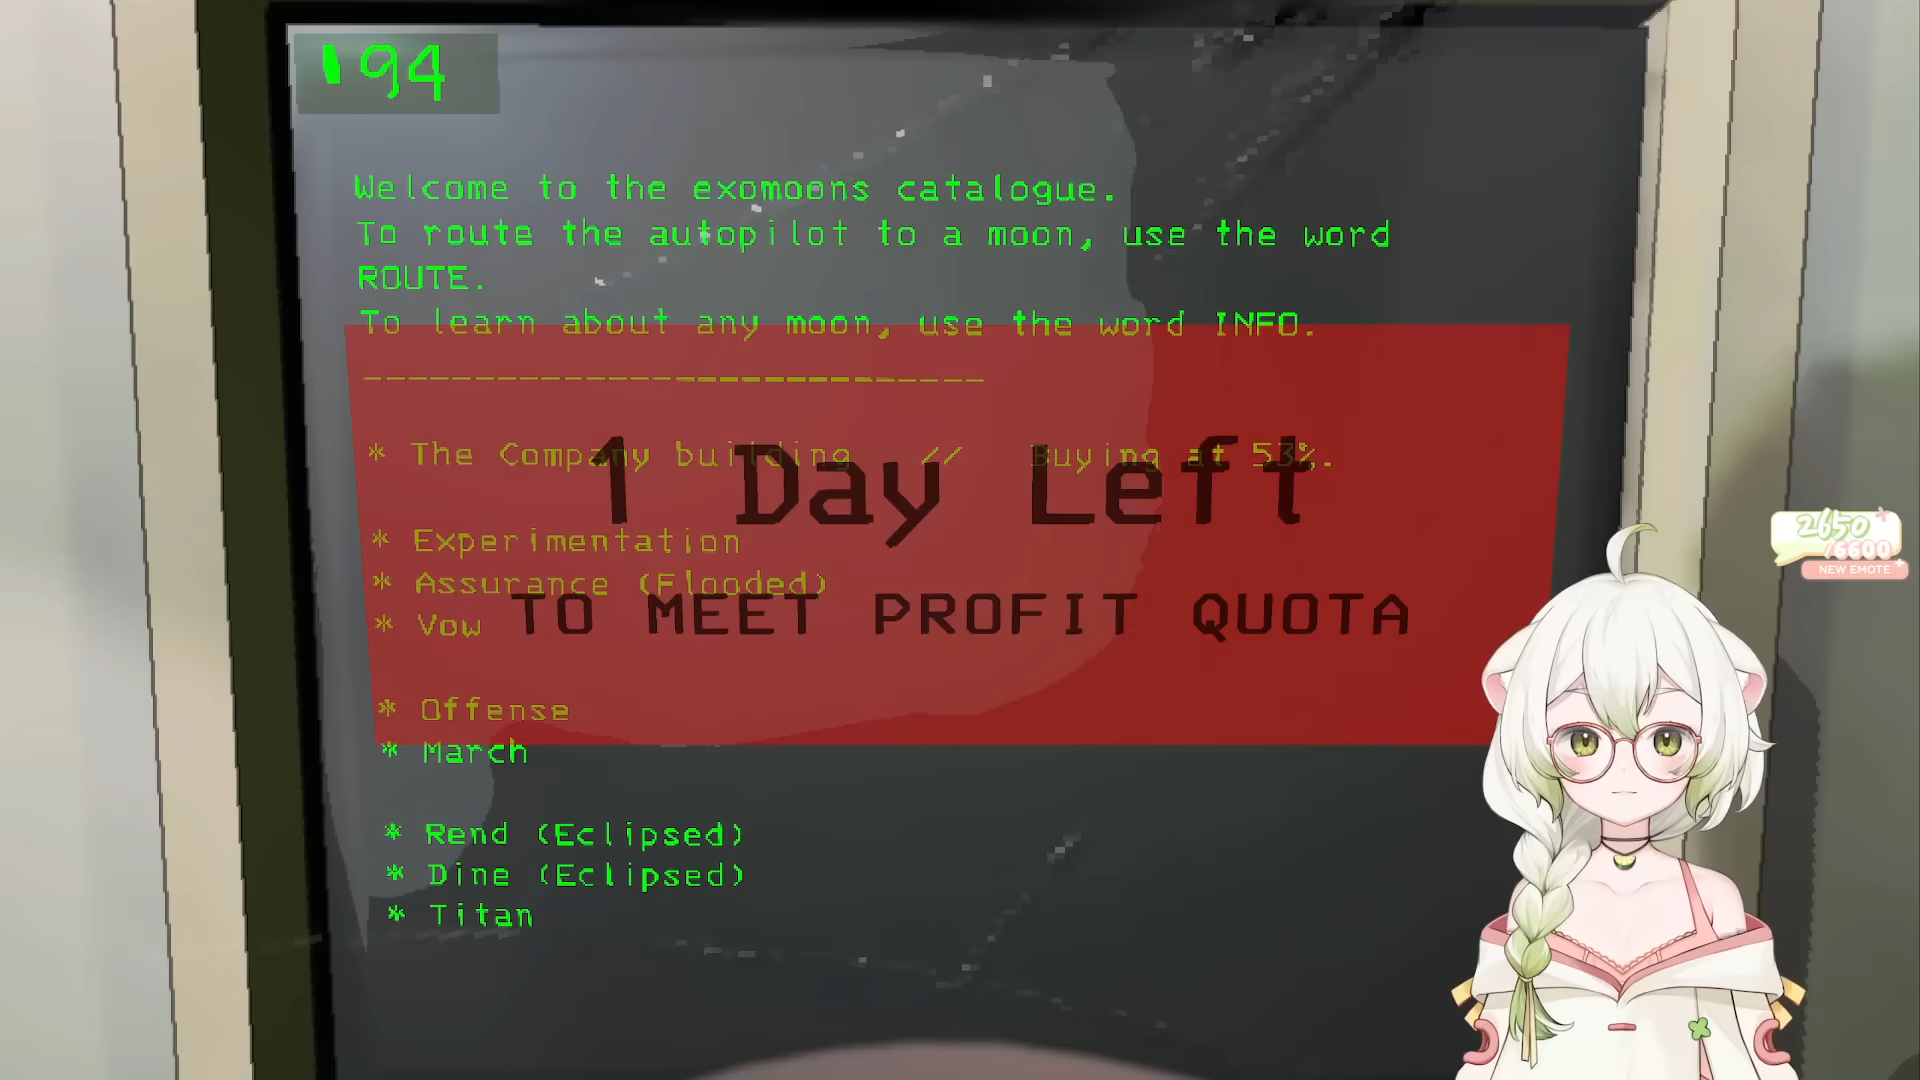 94
Welcome to the exomoons catalogue.
To route the autopilot to a moon, use the word
ROUTE.
To learn about any moon, use the word INFO.
------------------------------
* The Company building // Buying at 53%.
1 Day Left
* Experimentation
* Assurance (Flooded)
TO MEET PROFIT QUOTA
* Vow
* Offense
* March
* Rend (Eclipsed)
* Dine (Eclipsed)
* Titan
2650
/6600
NEW EMOTE